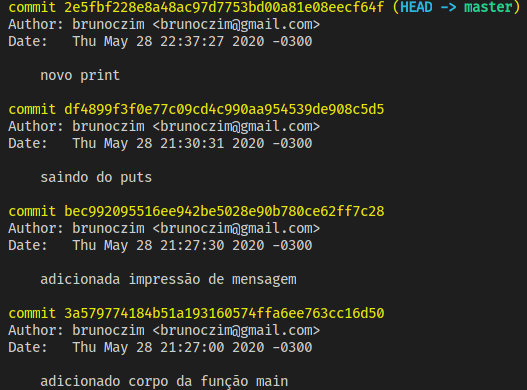 commit 2e5fbf228e8a48ac97d7753bd00a81e08eecf64f (HEAD -> master)
Author: brunoczim <brunoczim@gmail.com>
Date:   Thu May 28 22:37:27 2020 -0300
novo print
commit df4899f3f0e77c09cd4c990aa954539de908c5d5
Author: brunoczim <brunoczim@gmail.com>
Date:   Thu May 28 21:30:31 2020 -0300
saindo do puts
commit bec992095516ee942be5028e90b780ce62ff7c28
Author: brunoczim <brunoczim@gmail.com>
Date:   Thu May 28 21:27:30 2020 -0300
adicionada impressão de mensagem
commit 3a579774184b51a193160574ffa6ee763cc16d50
Author: brunoczim <brunoczim@gmail.com>
Date:   Thu May 28 21:27:00 2020 -0300
adicionado corpo da função main